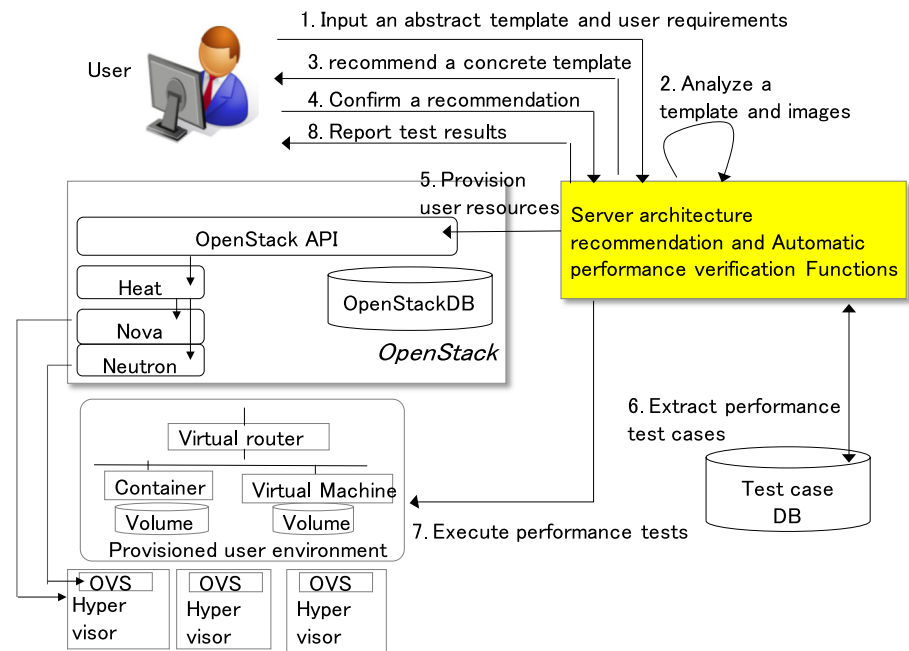 1. Input an abstract template and user requirements
User
3. recommend a concrete template
2. Analyze a
template and images
4. Confirm a recommendation
8. Report test results
5. Provision
user resources
Server architecture
recommendation and Automatic
performance verification Functions
OpenStack API
Heat
OpenStackDB
Nova
OpenStack
Neutron
6. Extract performance
test cases
Virtual router
Container
Virtual Machine
Test case
DB
Volume
Volume
7. Execute performance tests
Provisioned user environment
OVS
Hyper
visor
OVS
Hyper
visor
OVS
Hyper
visor